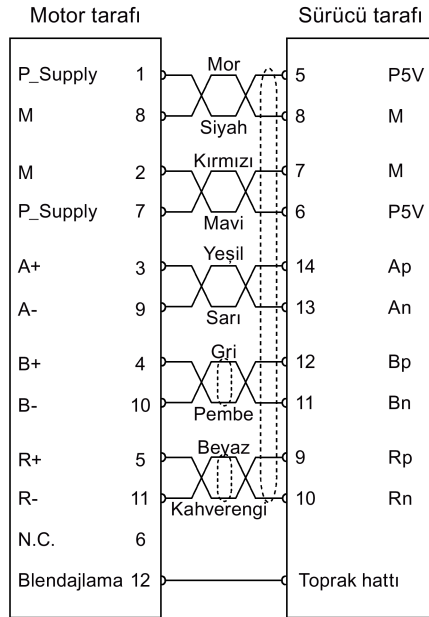 Motor tarafı Sürücü tarafı
P_Supply 1 Mor 5 P5V
M 8 Siyah 8 M
M 2 Kırmızı 7 M
P_Supply 7 Mavi 6 P5V
A+ 3 Yeşil 14 Ap
A- 9 Sarı 13 An
B+ 4 Gri 12 Bp
B- 10 Pembe 11 Bn
R+ 5 Beyaz 9 Rp
R- 11 Kahverengi 10 Rn
N.C. 6
Blendajlama 12 Toprak hattı